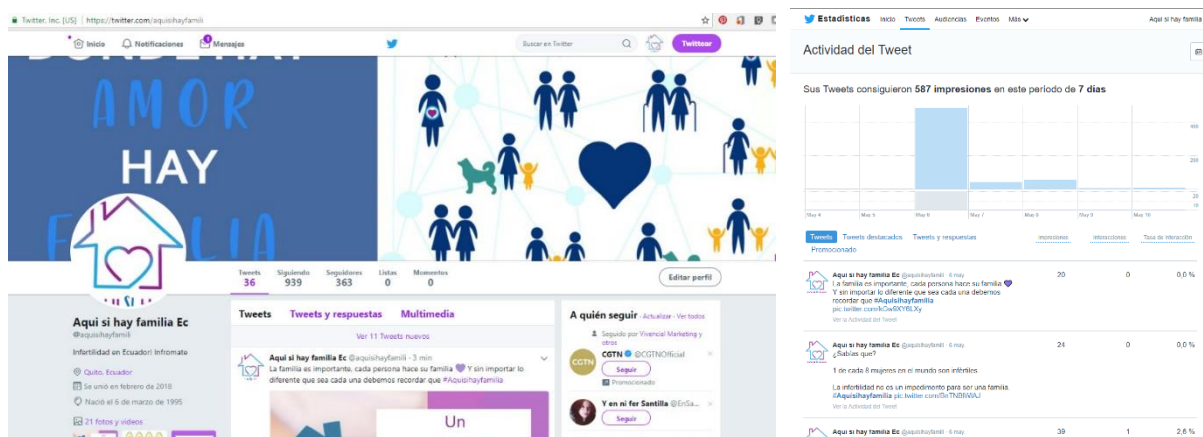 Twitter, Inc. [US] | https://twitter.com/aquisihayfamili
Inicio Notificaciones Mensajes Buscar en Twitter Twittear
DONDE HAY
AMOR
HAY
FAMILIA
Tweets Siguiendo Seguidores Listas Momentos
36 939 363 0 0
Editar perfil
Aqui si hay familia Ec
@aquisihayfamili
Infertilidad en Ecuador! Infromate
Quito, Ecuador
Se unió en febrero de 2018
Nació el 6 de marzo de 1995
21 fotos y videos
Tweets Tweets y respuestas Multimedia
Ver 11 Tweets nuevos
Aqui si hay familia Ec @aquisihayfamili · 3 min
La familia es importante, cada persona hace su familia 💜 Y sin importar lo
diferente que sea cada una debemos recordar que #Aquisihayfamilia
Un
A quién seguir · Actualizar · Ver todos
Seguido por Vivencial Marketing y
otros
CGTN @CGTNOfficial
Seguir
Promocionado
Y en ni fer Santilla @EnSa...
Seguir
Estadísticas Inicio Tweets Audiencias Eventos Más Aqui si hay familia
Actividad del Tweet
Sus Tweets consiguieron 587 impresiones en este período de 7 días
400
200
20
10
May 4 May 5 May 6 May 7 May 8 May 9 May 10
Tweets Tweets destacados Tweets y respuestas Impresiones Interacciones Tasa de interacción
Promocionado
Aqui si hay familia Ec @aquisihayfamili · 6 may. 20 0 0,0 %
La familia es importante, cada persona hace su familia 💜
Y sin importar lo diferente que sea cada una debemos
recordar que #Aquisihayfamilia
Ver la Actividad del Tweet
Aqui si hay familia Ec @aquisihayfamili · 6 may. 24 0 0,0 %
¿Sabías que?
1 de cada 8 mujeres en el mundo son infértiles.
La infertilidad no es un impedimento para ser una familia.
#Aquisihayfamilia
Ver la Actividad del Tweet
Aqui si hay familia Ec @aquisihayfamili · 6 may. 39 1 2,6 %